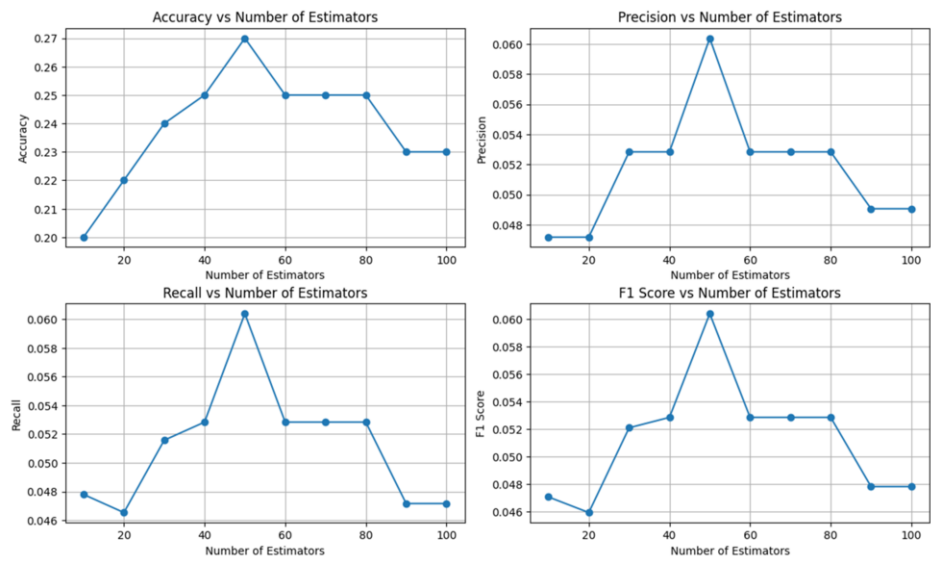 Accuracy vs Number of Estimators
0.27
0.26
0.25
0.24
0.23
0.22
0.21
0.20
Accuracy
20 40 60 80 100
Number of Estimators
Precision vs Number of Estimators
0.060
0.058
0.056
0.054
0.052
0.050
0.048
Precision
20 40 60 80 100
Number of Estimators
Recall vs Number of Estimators
0.060
0.058
0.056
0.054
0.052
0.050
0.048
0.046
Recall
20 40 60 80 100
Number of Estimators
F1 Score vs Number of Estimators
0.060
0.058
0.056
0.054
0.052
0.050
0.048
0.046
F1 Score
20 40 60 80 100
Number of Estimators